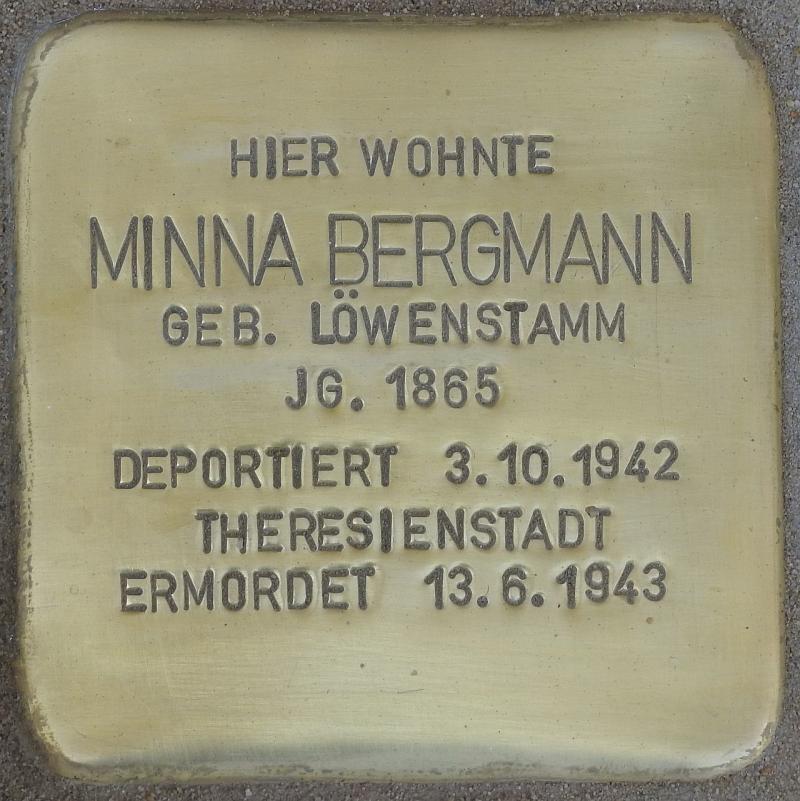 HIER WOHNTE
MINNA BERGMANN
GEB. LÖWENSTAMM
JG. 1865
DEPORTIERT 3.10.1942
THERESIENSTADT
ERMORDET 13.6.1943